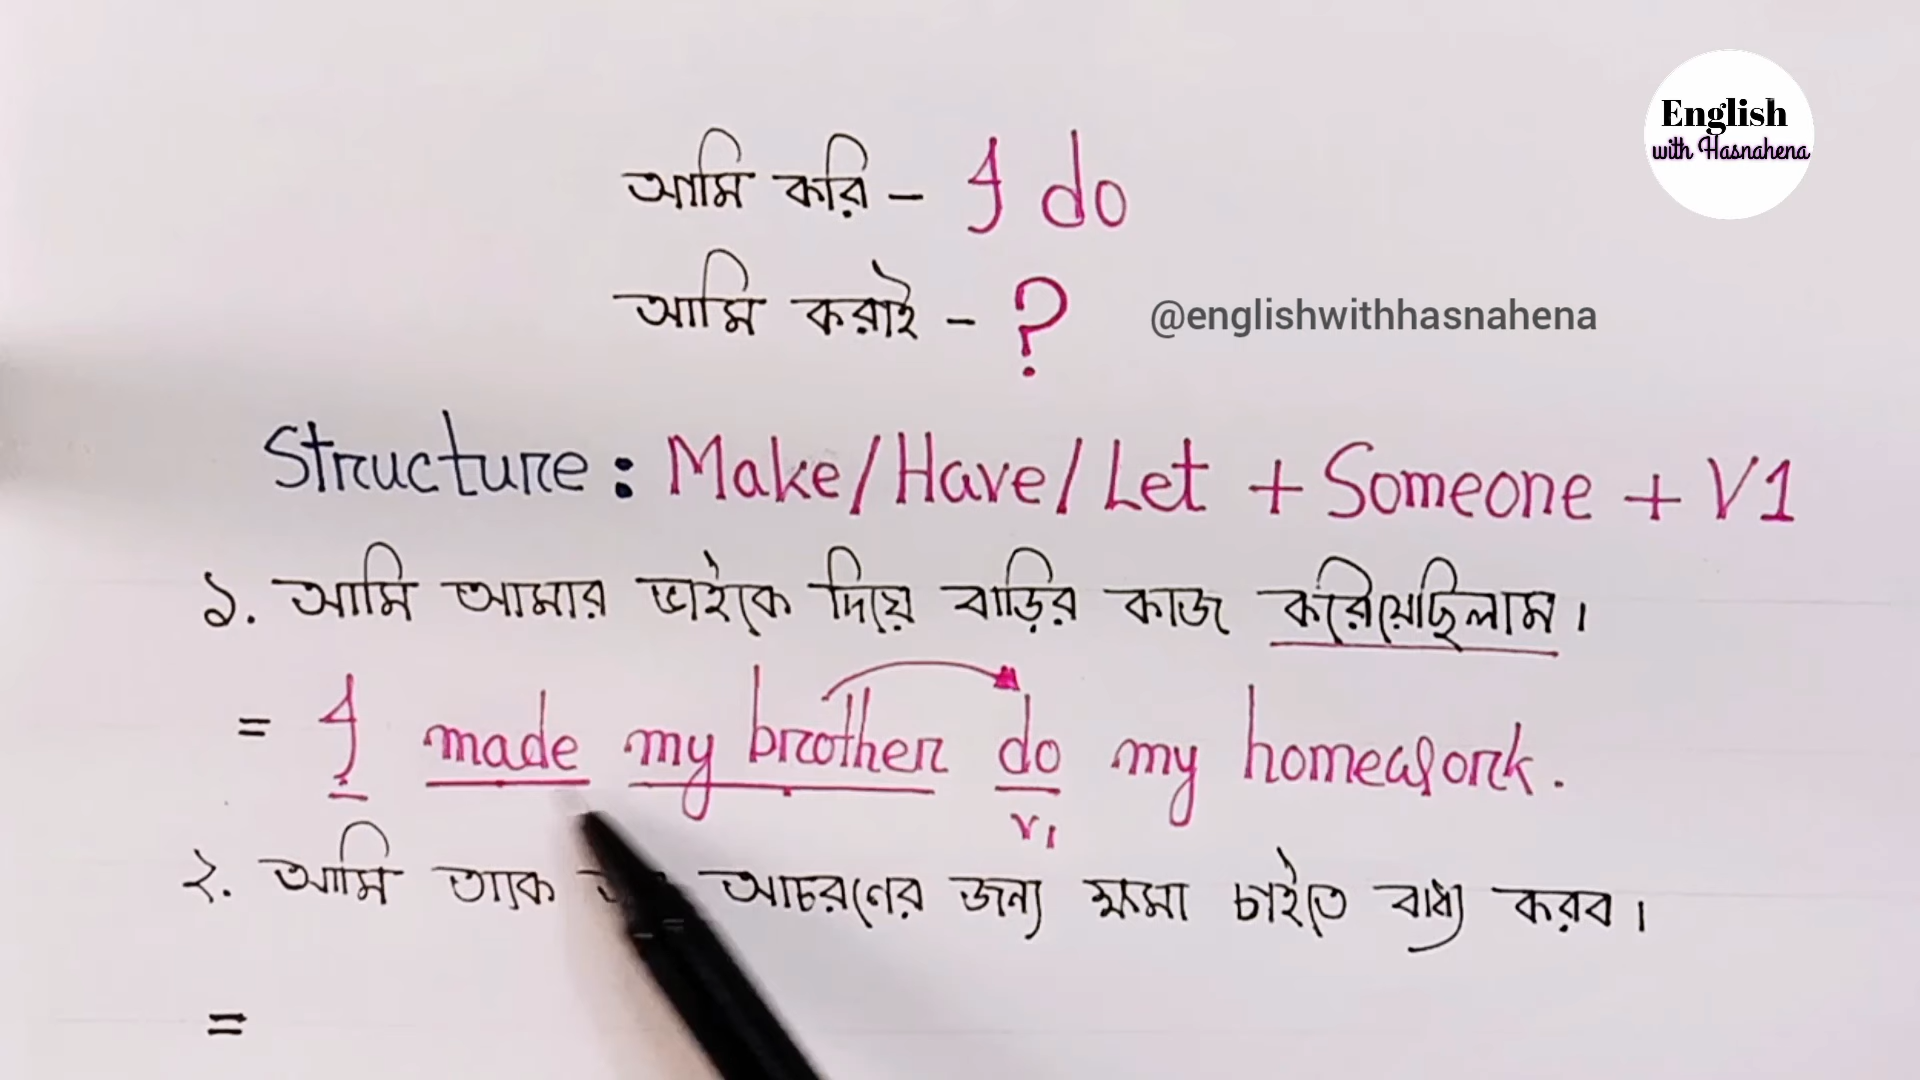 English
with Hasnahena
আমি করি - I do
আমি করাই - ?
@englishwithhasnahena
Structure: Make/Have/Let + Someone + V1
১. আমি আমার ভাইকে দিয়ে বাড়ির কাজ করিয়েছিলাম।
= I made my brother do my homework.
v1
২. আমি তাকে আচরণের জন্য ক্ষমা চাইতে বাধ্য করব।
=